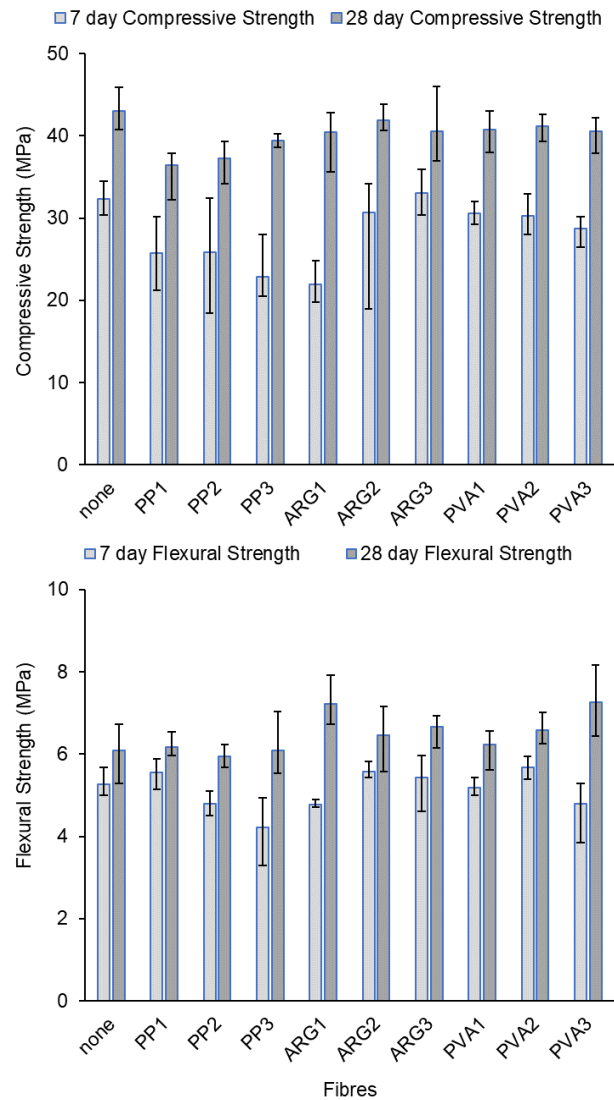 7 day Compressive Strength 28 day Compressive Strength
50
40
30
20
10
0
Compressive Strength (MPa)
none PP1 PP2 PP3 ARG1 ARG2 ARG3 PVA1 PVA2 PVA3
7 day Flexural Strength 28 day Flexural Strength
10
8
6
4
2
0
Flexural Strength (MPa)
none PP1 PP2 PP3 ARG1 ARG2 ARG3 PVA1 PVA2 PVA3
Fibres